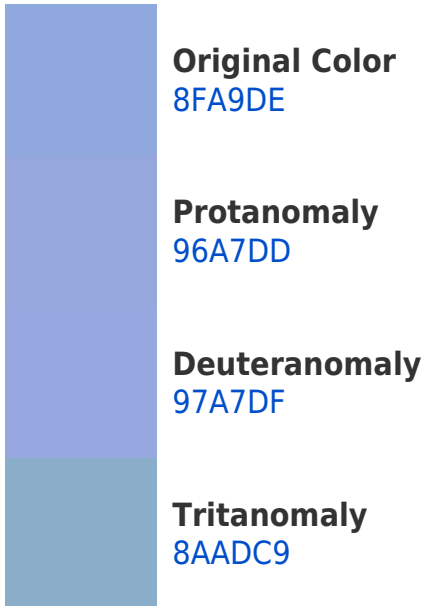 Original Color
8FA9DE
Protanomaly
96A7DD
Deuteranomaly
97A7DF
Tritanomaly
8AADC9